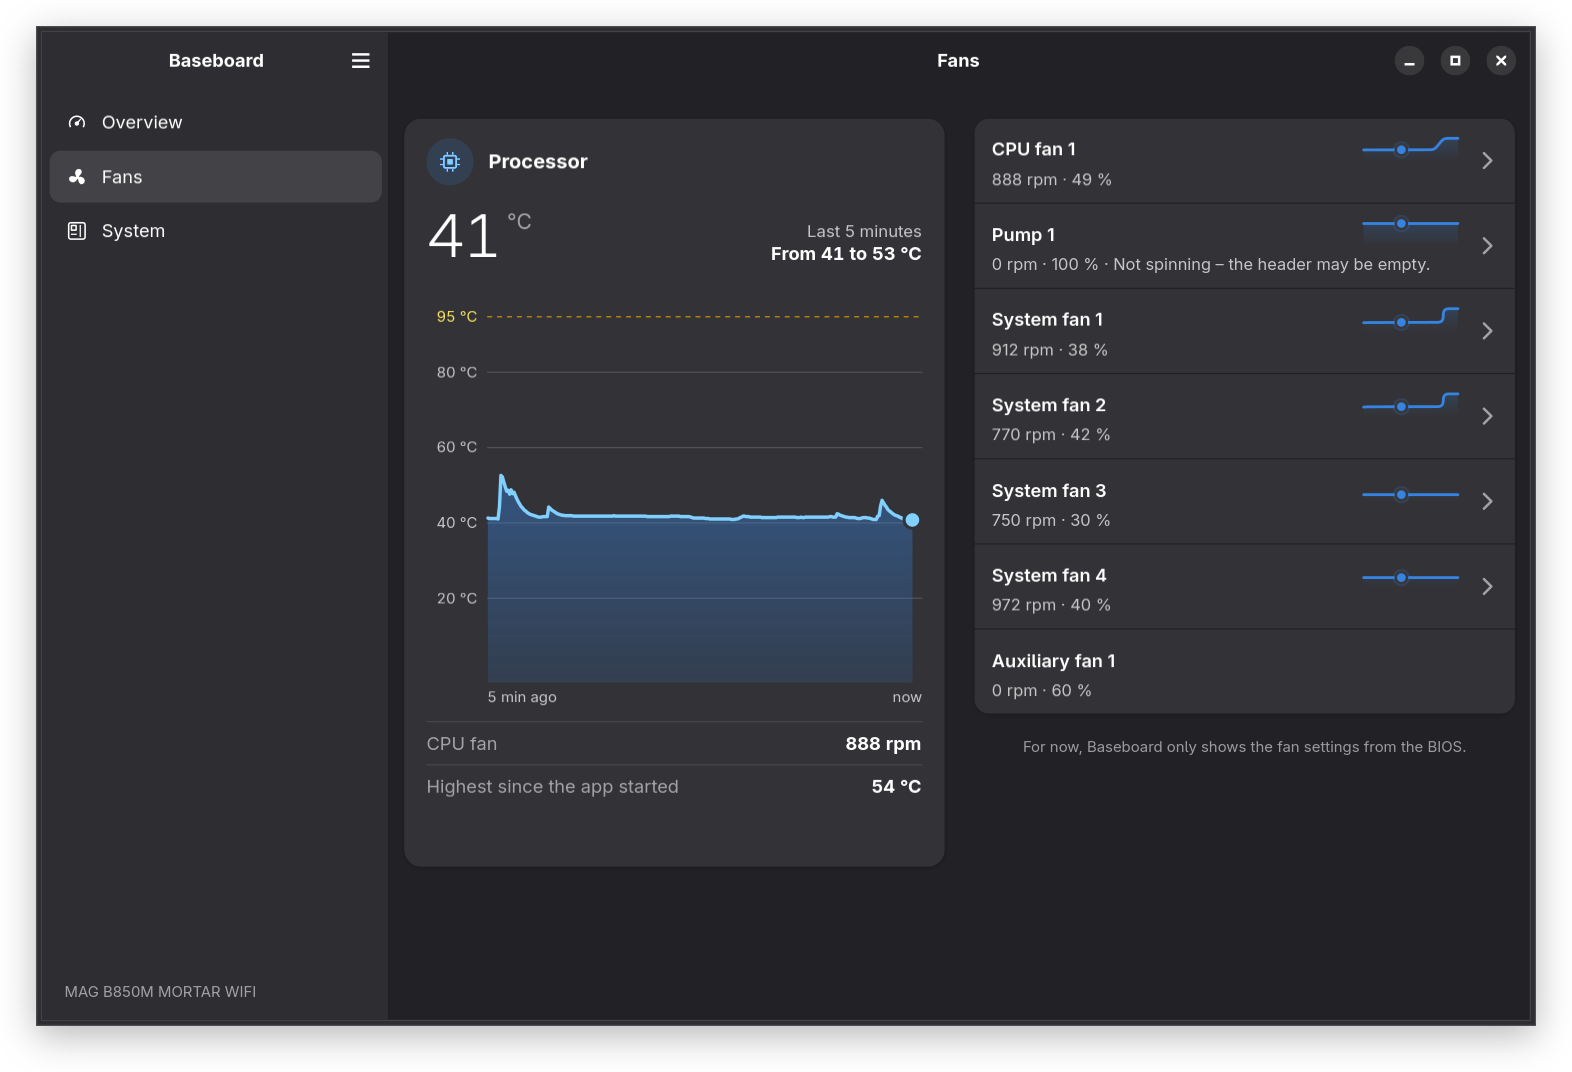 Baseboard
Overview
Fans
System
MAG B850M MORTAR WIFI
Fans
Processor
41 °C
Last 5 minutes
From 41 to 53 °C
95 °C
80 °C
60 °C
40 °C
20 °C
5 min ago
now
CPU fan
888 rpm
Highest since the app started
54 °C
CPU fan 1
888 rpm · 49 %
Pump 1
0 rpm · 100 % · Not spinning – the header may be empty.
System fan 1
912 rpm · 38 %
System fan 2
770 rpm · 42 %
System fan 3
750 rpm · 30 %
System fan 4
972 rpm · 40 %
Auxiliary fan 1
0 rpm · 60 %
For now, Baseboard only shows the fan settings from the BIOS.